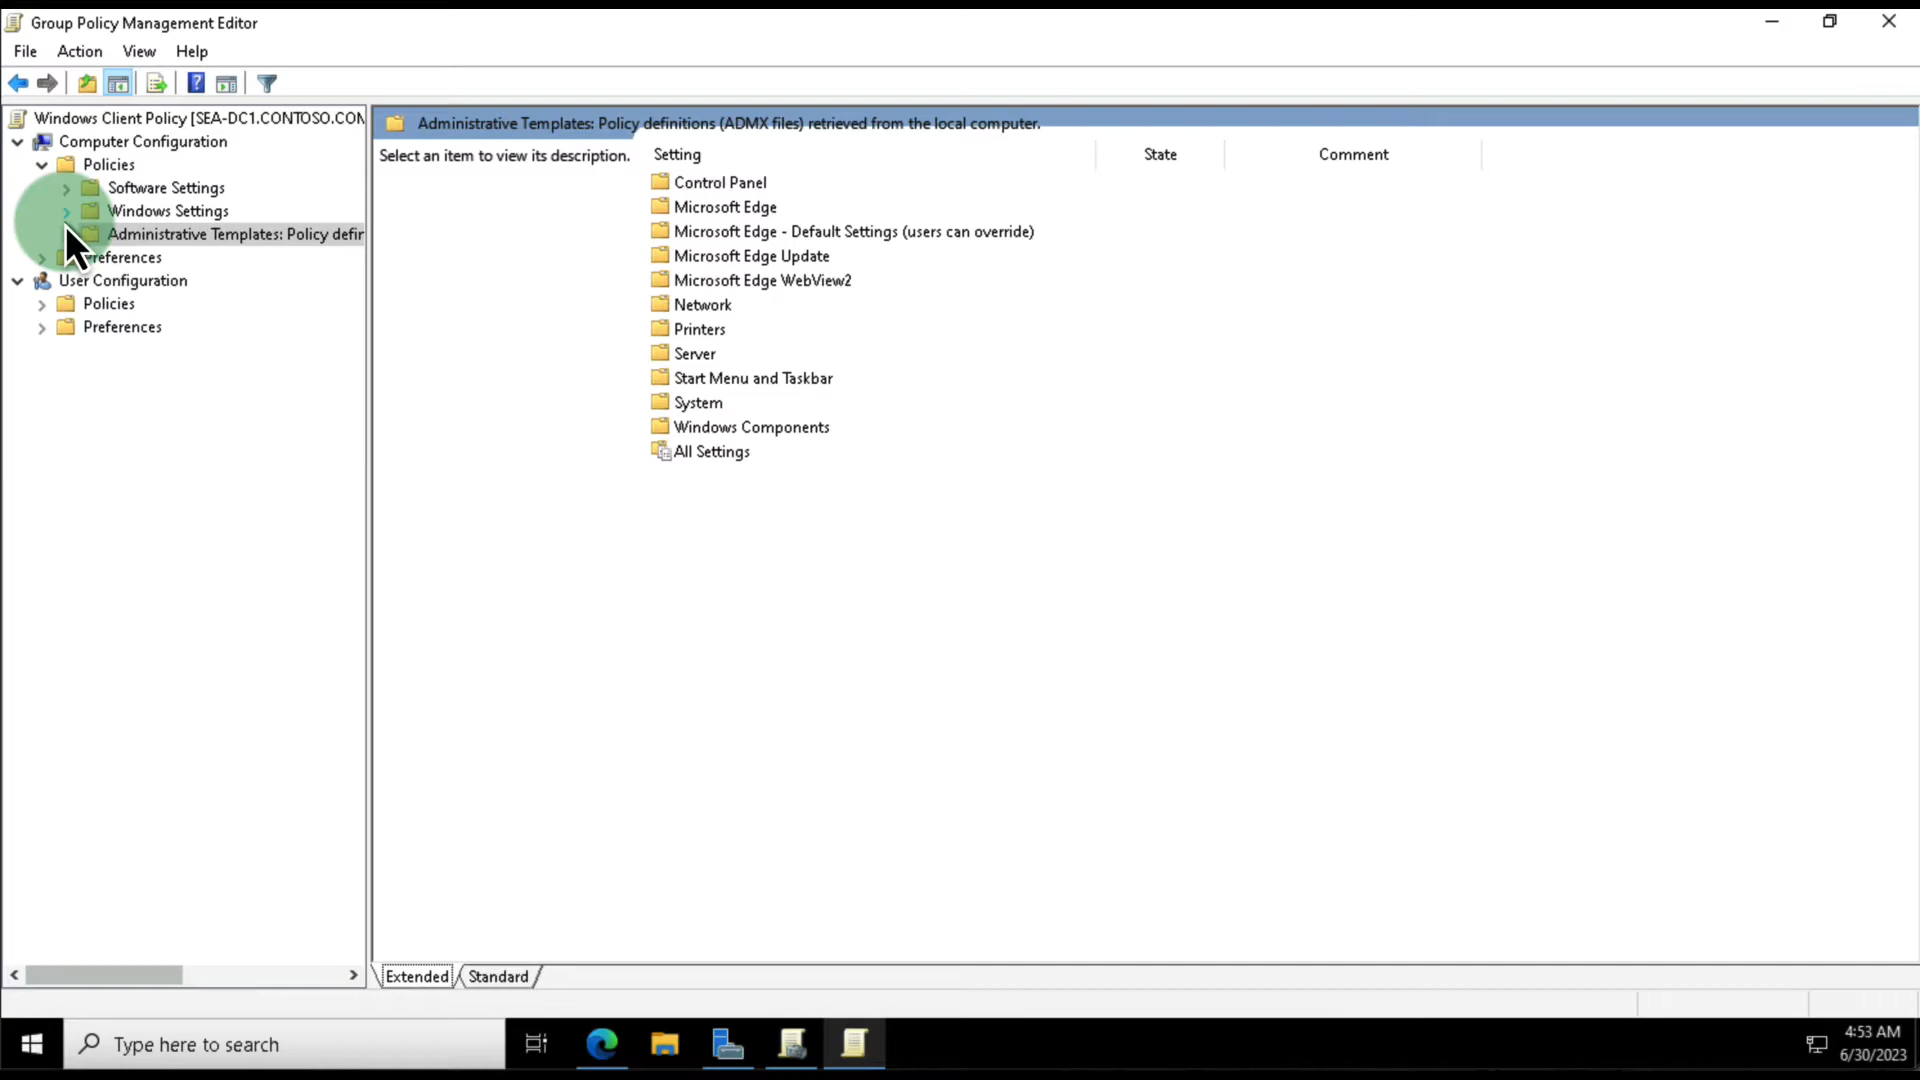 Group Policy Management Editor
File Action View Help
Windows Client Policy [SEA-DC1.CONTOSO.CON
Computer Configuration
Policies
Software Settings
Windows Settings
Administrative Templates: Policy defin
references
User Configuration
Policies
Preferences
Administrative Templates: Policy definitions (ADMX files) retrieved from the local computer.
Select an item to view its description.
Setting State Comment
Control Panel
Microsoft Edge
Microsoft Edge - Default Settings (users can override)
Microsoft Edge Update
Microsoft Edge WebView2
Network
Printers
Server
Start Menu and Taskbar
System
Windows Components
All Settings
Extended Standard
Type here to search
4:53 AM
6/30/2023